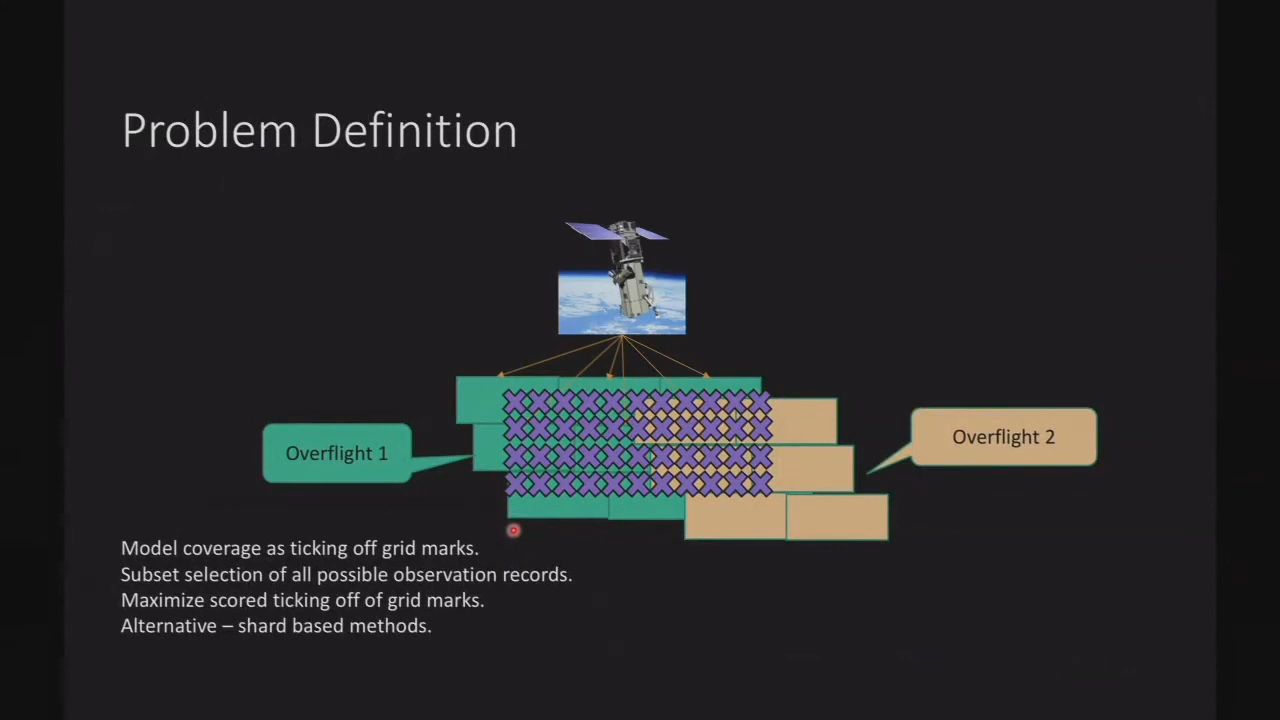 Problem Definition
Overflight 1
Overflight 2
Model coverage as ticking off grid marks.
Subset selection of all possible observation records.
Maximize scored ticking off of grid marks.
Alternative – shard based methods.